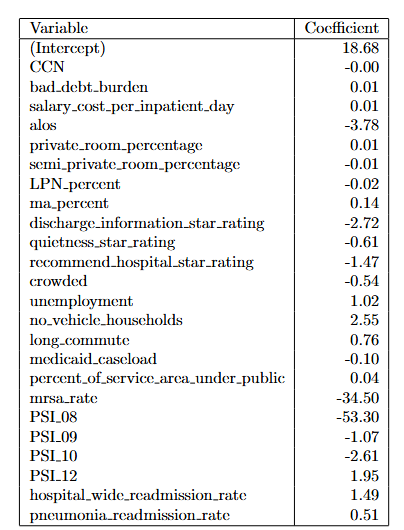 Variable Coefficient
(Intercept) 18.68
CCN -0.00
bad_debt_burden 0.01
salary_cost_per_inpatient_day 0.01
alos -3.78
private_room_percentage 0.01
semi_private_room_percentage -0.01
LPN_percent -0.02
ma_percent 0.14
discharge_information_star_rating -2.72
quietness_star_rating -0.61
recommend_hospital_star_rating -1.47
crowded -0.54
unemployment 1.02
no_vehicle_households 2.55
long_commute 0.76
medicaid_caseload -0.10
percent_of_service_area_under_public 0.04
mrsa_rate -34.50
PSI_08 -53.30
PSI_09 -1.07
PSI_10 -2.61
PSI_12 1.95
hospital_wide_readmission_rate 1.49
pneumonia_readmission_rate 0.51